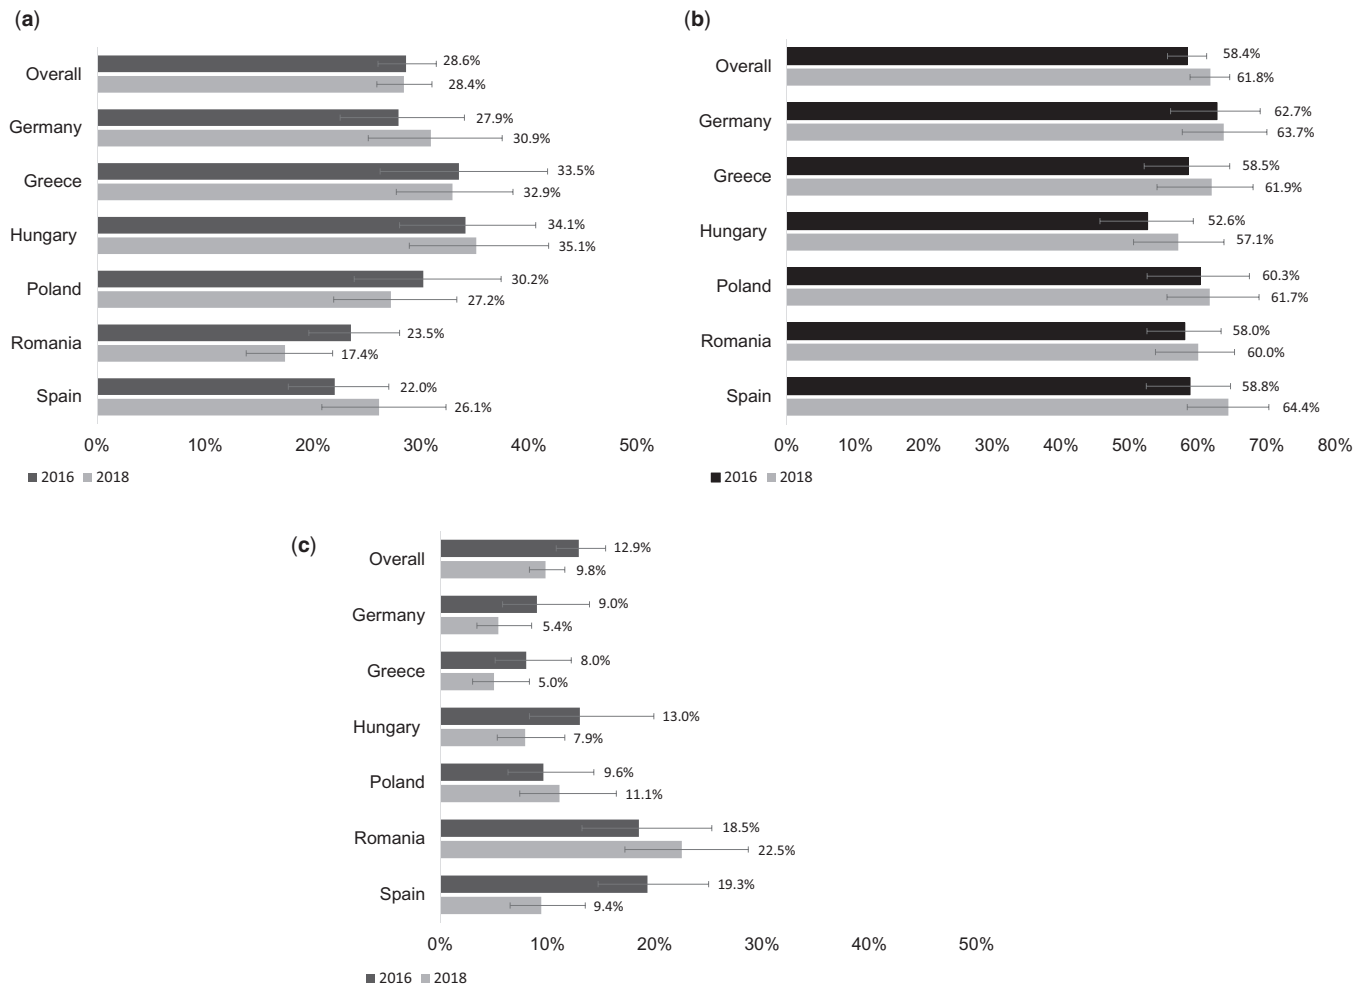 (a)
Overall
28.6%
28.4%
Germany
27.9%
30.9%
Greece
33.5%
32.9%
Hungary
34.1%
35.1%
Poland
30.2%
27.2%
Romania
23.5%
17.4%
Spain
22.0%
26.1%
0% 10% 20% 30% 40% 50%
2016 2018
(b)
Overall
58.4%
61.8%
Germany
62.7%
63.7%
Greece
58.5%
61.9%
Hungary
52.6%
57.1%
Poland
60.3%
61.7%
Romania
58.0%
60.0%
Spain
58.8%
64.4%
0% 10% 20% 30% 40% 50% 60% 70% 80%
2016 2018
(c)
Overall
12.9%
9.8%
Germany
9.0%
5.4%
Greece
8.0%
5.0%
Hungary
13.0%
7.9%
Poland
9.6%
11.1%
Romania
18.5%
22.5%
Spain
19.3%
9.4%
0% 10% 20% 30% 40% 50%
2016 2018